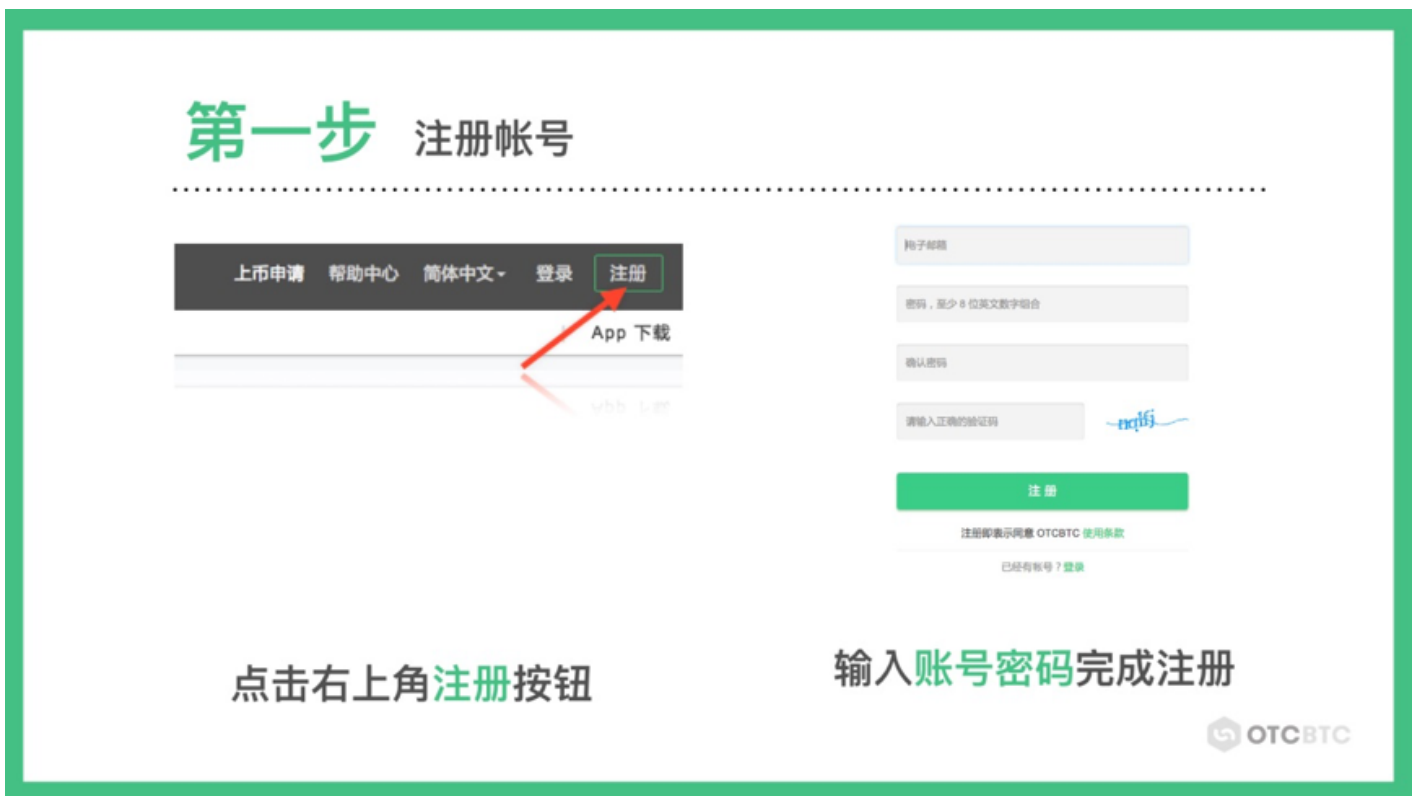 第一步 注册帐号
上币申请 帮助中心 简体中文 登录 注册
App 下载
电子邮箱
密码，至少 8 位英文数字组合
确认密码
请输入正确的验证码
注 册
注册即表示同意 OTCBTC 使用条款
已经有帐号？登录
点击右上角注册按钮
输入账号密码完成注册
OTCBTC